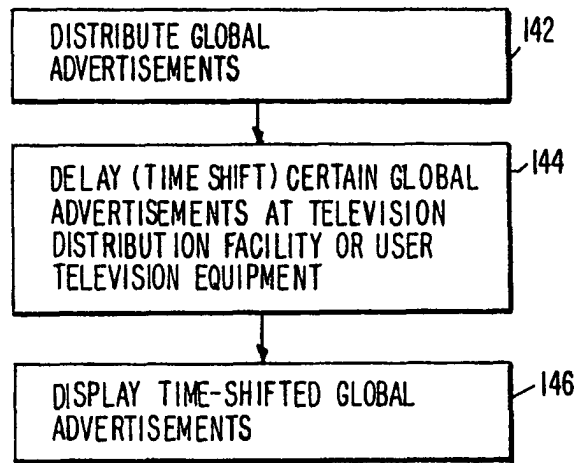 DISTRIBUTE GLOBAL
ADVERTISEMENTS
142
DELAY (TIME SHIFT) CERTAIN GLOBAL
ADVERTISEMENTS AT TELEVISION
DISTRIBUTION FACILITY OR USER
TELEVISION EQUIPMENT
144
DISPLAY TIME-SHIFTED GLOBAL
ADVERTISEMENTS
146